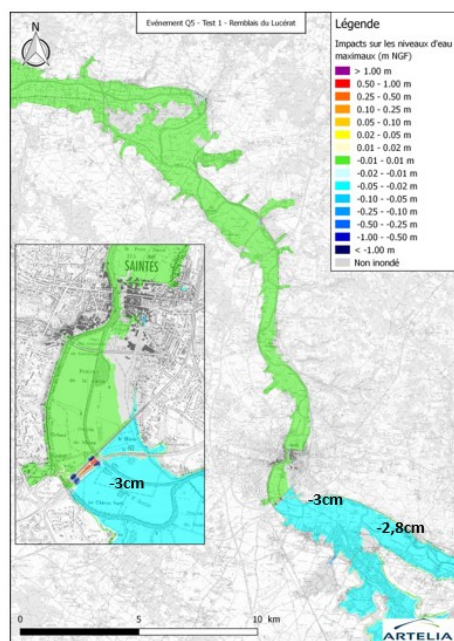 Evénement Q5 - Test 1 - Remblais du Lucérat
N
Légende
Impacts sur les niveaux d'eau
maximaux (m NGF)
> 1.00 m
0.50 - 1.00 m
0.25 - 0.50 m
0.10 - 0.25 m
0.05 - 0.10 m
0.02 - 0.05 m
0.01 - 0.02 m
-0.01 - 0.01 m
-0.02 - -0.01 m
-0.05 - -0.02 m
-0.10 - -0.05 m
-0.25 - -0.10 m
-0.50 - -0.25 m
-1.00 - -0.50 m
< -1.00 m
Non inondé
SAINTES
-3cm
-3cm
-2,8cm
0
5
10 km
ARTELIA